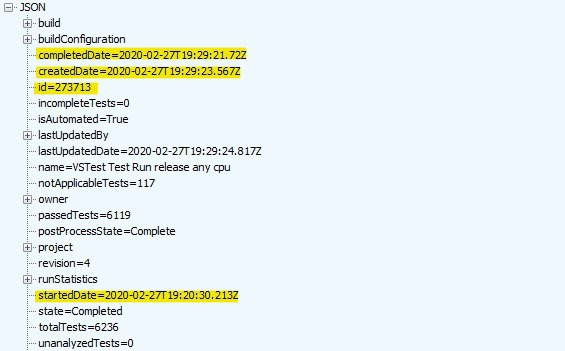 JSON
build
buildConfiguration
completedDate=2020-02-27T19:29:21.72Z
createdDate=2020-02-27T19:29:23.567Z
id=273713
incompleteTests=0
isAutomated=True
lastUpdatedBy
lastUpdatedDate=2020-02-27T19:29:24.817Z
name=VSTest Test Run release any cpu
notApplicableTests=117
owner
passedTests=6119
postProcessState=Complete
project
revision=4
runStatistics
startedDate=2020-02-27T19:20:30.213Z
state=Completed
totalTests=6236
unanalyzedTests=0